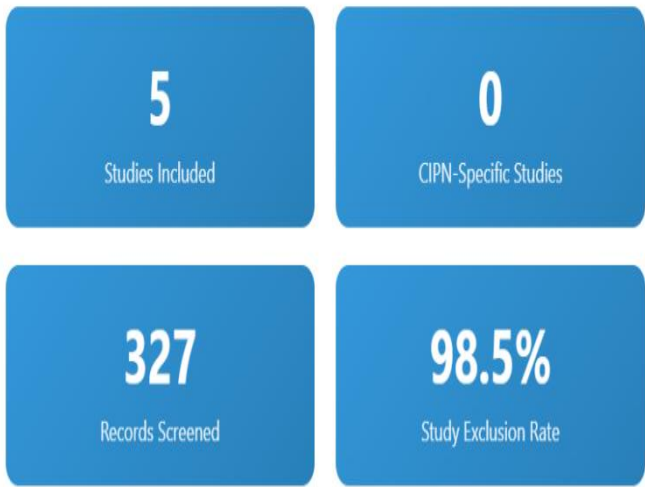 5
Studies Included
0
CIPN-Specific Studies
327
Records Screened
98.5%
Study Exclusion Rate